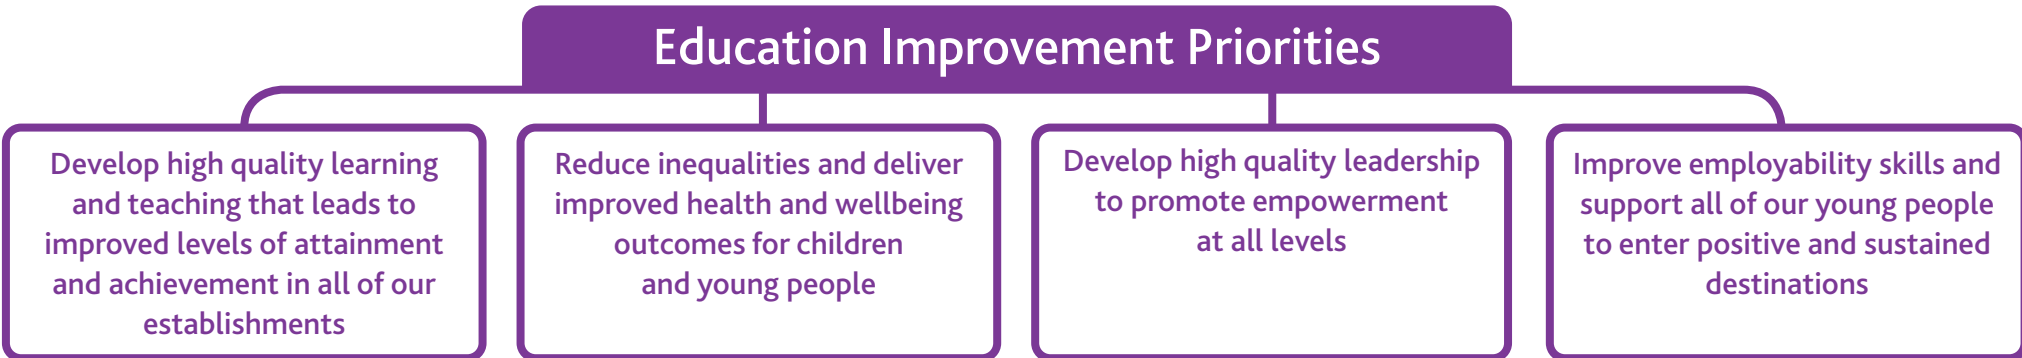 Education Improvement Priorities
Develop high quality learning
and teaching that leads to
improved levels of attainment
and achievement in all of our
establishments
Reduce inequalities and deliver
improved health and wellbeing
outcomes for children
and young people
Develop high quality leadership
to promote empowerment
at all levels
Improve employability skills and
support all of our young people
to enter positive and sustained
destinations